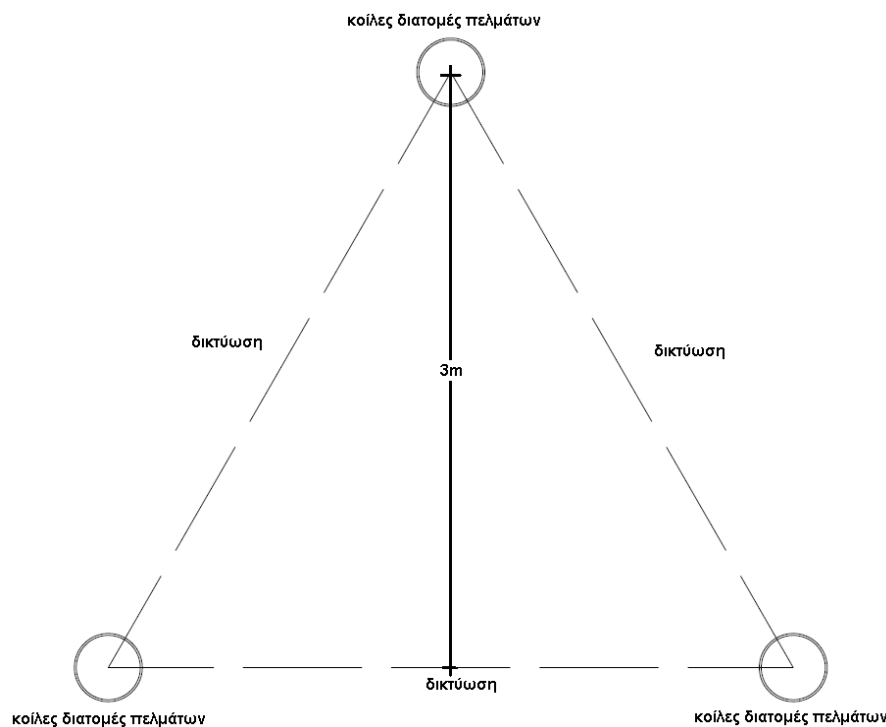 κοίλες διατομές πελμάτων
δικτύωση
δικτύωση
3m
δικτύωση
κοίλες διατομές πελμάτων
κοίλες διατομές πελμάτων